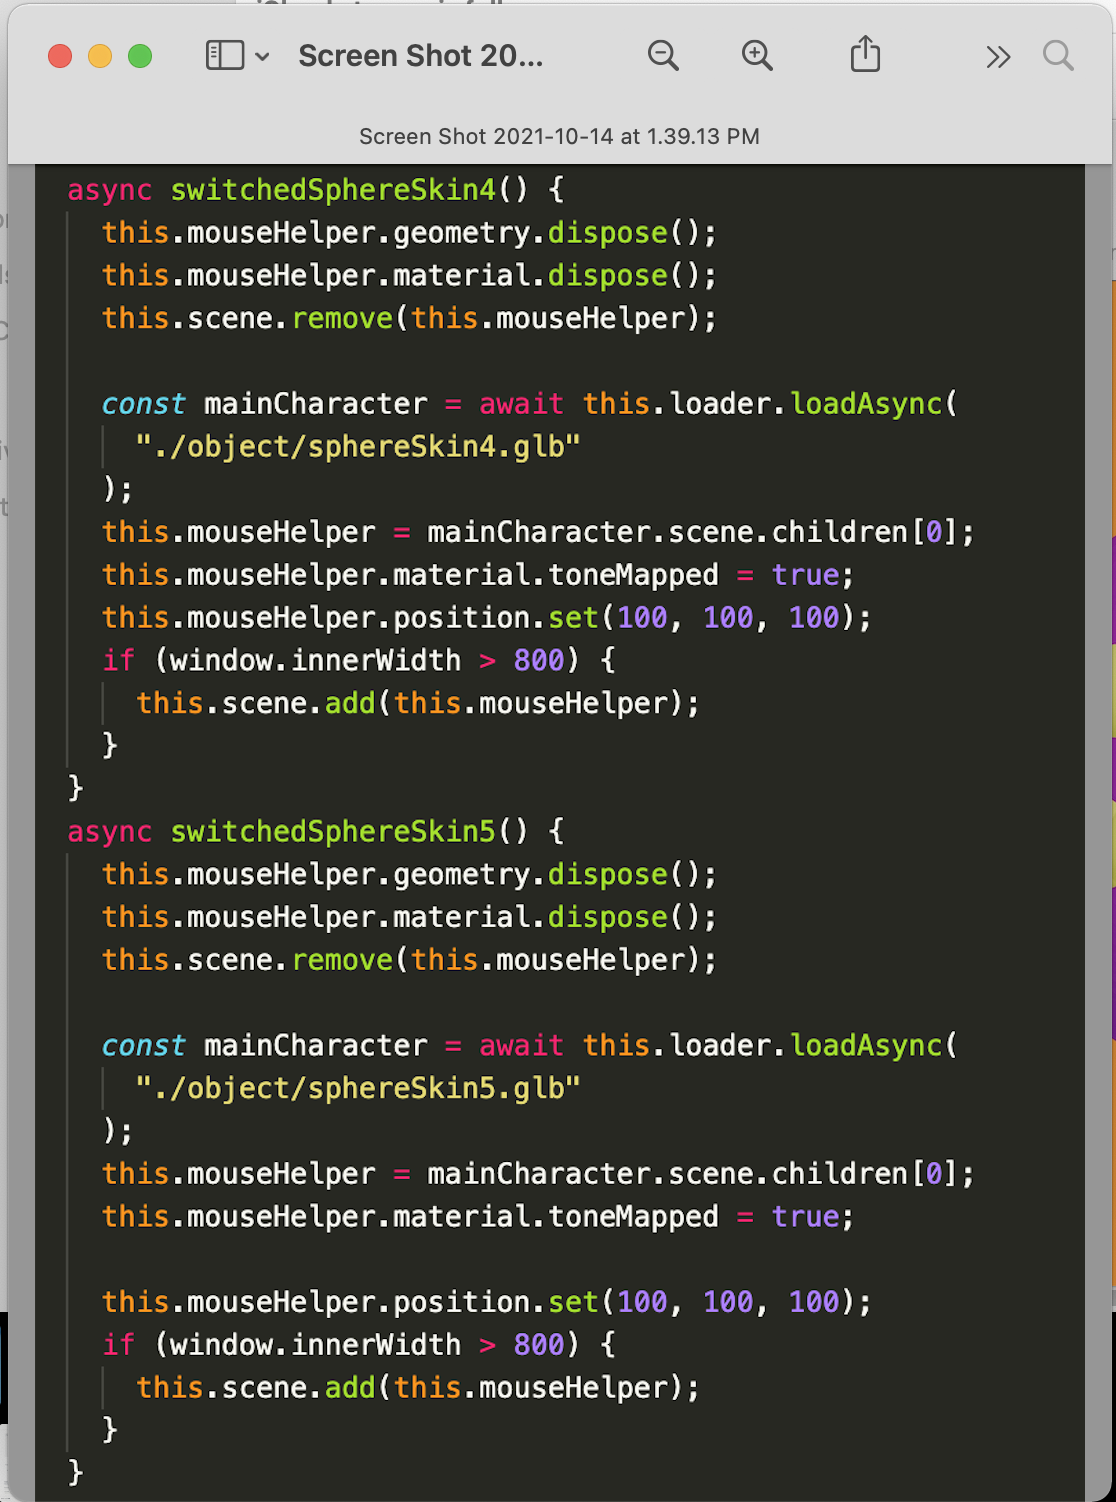 Screen Shot 20...
Screen Shot 2021-10-14 at 1.39.13 PM
async switchedSphereSkin4() {
this.mouseHelper.geometry.dispose();
this.mouseHelper.material.dispose();
this.scene.remove(this.mouseHelper);
const mainCharacter = await this.loader.loadAsync(
"./object/sphereSkin4.glb"
);
this.mouseHelper = mainCharacter.scene.children[0];
this.mouseHelper.material.toneMapped = true;
this.mouseHelper.position.set(100, 100, 100);
if (window.innerWidth > 800) {
this.scene.add(this.mouseHelper);
}
}
async switchedSphereSkin5() {
this.mouseHelper.geometry.dispose();
this.mouseHelper.material.dispose();
this.scene.remove(this.mouseHelper);
const mainCharacter = await this.loader.loadAsync(
"./object/sphereSkin5.glb"
);
this.mouseHelper = mainCharacter.scene.children[0];
this.mouseHelper.material.toneMapped = true;
this.mouseHelper.position.set(100, 100, 100);
if (window.innerWidth > 800) {
this.scene.add(this.mouseHelper);
}
}